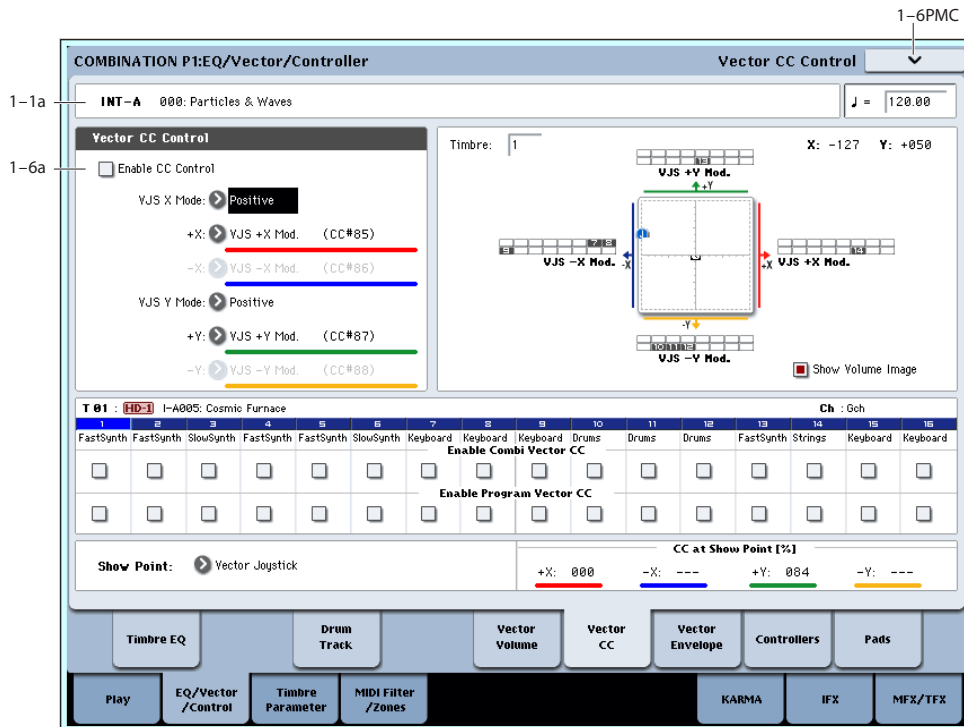 1–6PMC
COMBINATION P1:EQ/Vector/Controller
Vector CC Control
1–1a
INT–A 000: Particles & Waves
♩ = 120.00
Vector CC Control
1–6a
Enable CC Control
VJS X Mode: Positive
+X: VJS +X Mod. (CC#85)
–X: VJS –X Mod. (CC#86)
VJS Y Mode: Positive
+Y: VJS +Y Mod. (CC#87)
–Y: VJS –Y Mod. (CC#88)
Timbre: 1
X: –127 Y: +050
13
VJS +Y Mod.
+Y
7 8
9
VJS –X Mod.
-X
+X
14
VJS +X Mod.
-Y
10 11 12
VJS –Y Mod.
Show Volume Image
T 01 : HD-1 I–A005: Cosmic Furnace
Ch : Gch
1 2 3 4 5 6 7 8 9 10 11 12 13 14 15 16
FastSynth FastSynth SlowSynth FastSynth FastSynth SlowSynth Keyboard Keyboard Keyboard Drums Drums Drums FastSynth Strings Keyboard Keyboard
Enable Combi Vector CC
Enable Program Vector CC
Show Point: Vector Joystick
CC at Show Point [%]
+X: 000 –X: --- +Y: 084 –Y: ---
Timbre EQ
Drum Track
Vector Volume
Vector CC
Vector Envelope
Controllers
Pads
Play
EQ/Vector /Control
Timbre Parameter
MIDI Filter /Zones
KARMA
IFX
MFX/TFX